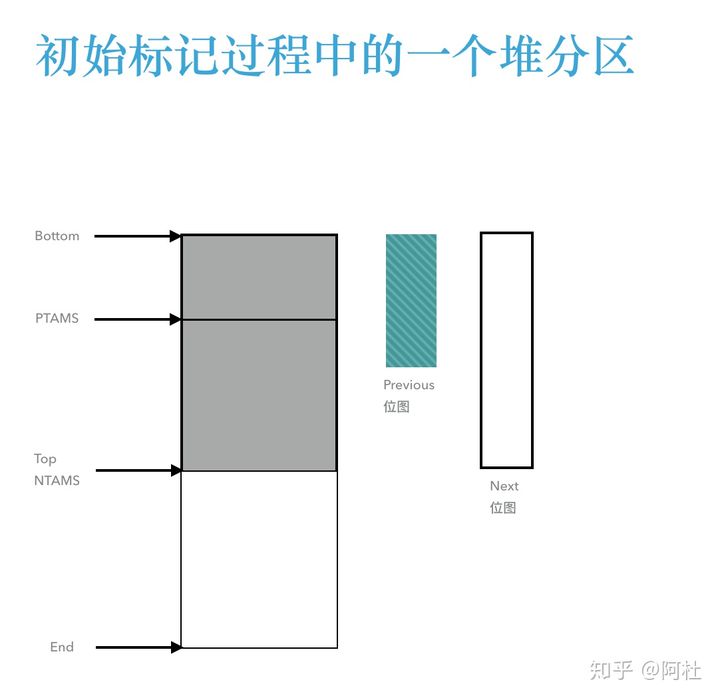 初始标记过程中的一个堆分区
Bottom
PTAMS
Previous
位图
Top
NTAMS
Next
位图
End
知乎 @阿杜